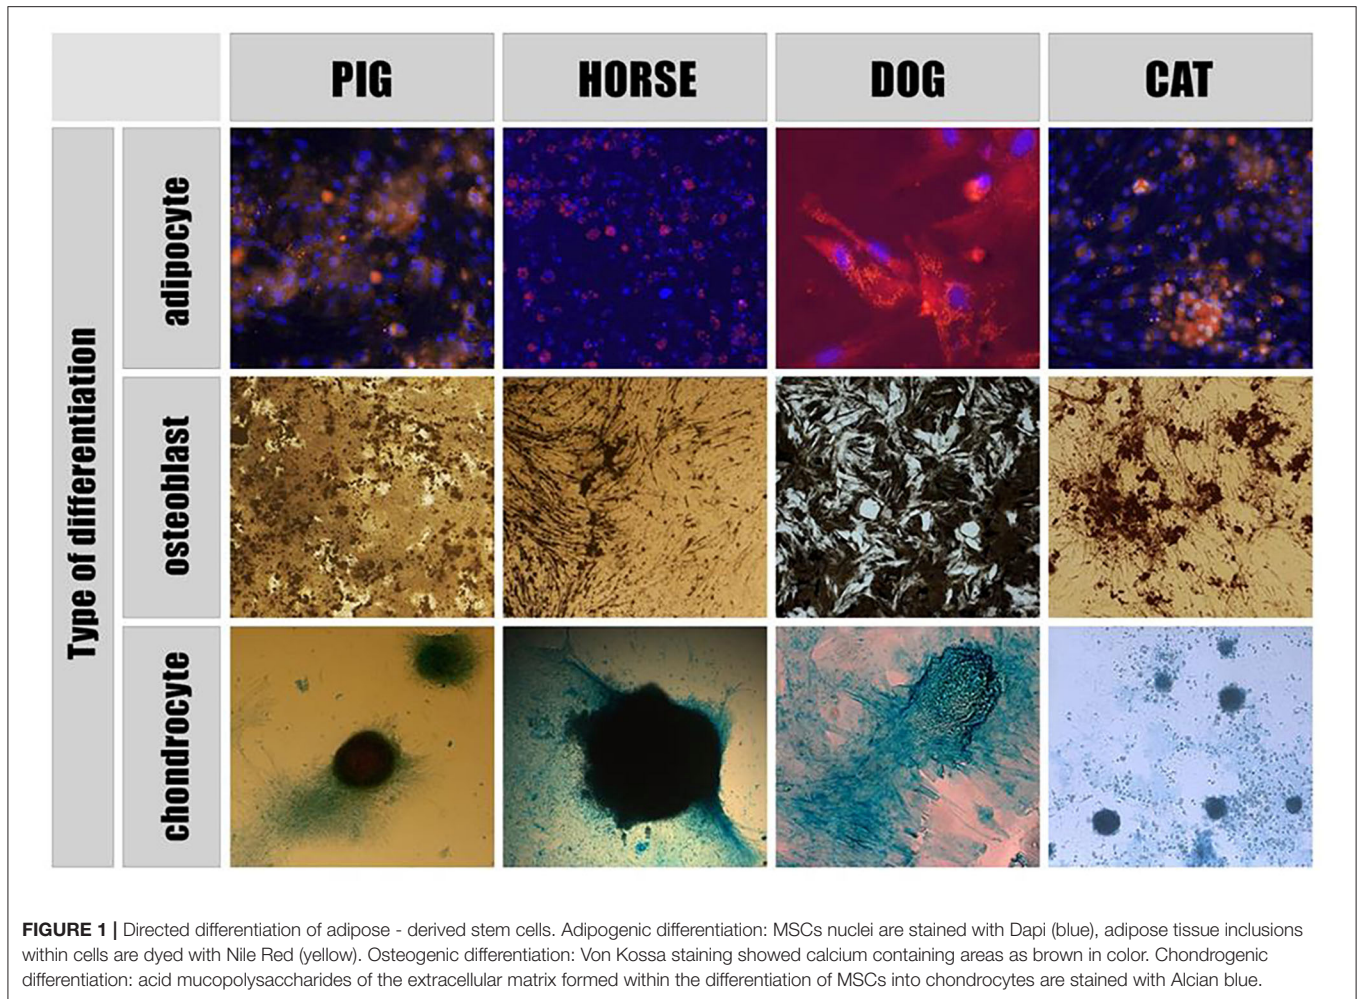 PIG HORSE DOG CAT
Type of differentiation
adipocyte
osteoblast
chondrocyte
FIGURE 1 | Directed differentiation of adipose - derived stem cells. Adipogenic differentiation: MSCs nuclei are stained with Dapi (blue), adipose tissue inclusions
within cells are dyed with Nile Red (yellow). Osteogenic differentiation: Von Kossa staining showed calcium containing areas as brown in color. Chondrogenic
differentiation: acid mucopolysaccharides of the extracellular matrix formed within the differentiation of MSCs into chondrocytes are stained with Alcian blue.